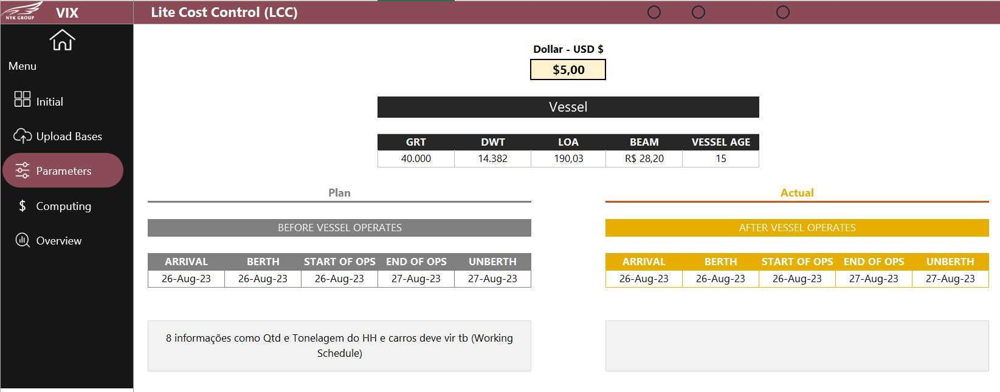 NYK GROUP
VIX
Lite Cost Control (LCC)
Menu
Initial
Upload Bases
Parameters
$ Computing
Overview
Dollar - USD $
$5,00
Vessel
GRT DWT LOA BEAM VESSEL AGE
40.000 14.382 190,03 R$ 28,20 15
Plan
BEFORE VESSEL OPERATES
ARRIVAL BERTH START OF OPS END OF OPS UNBERTH
26-Aug-23 26-Aug-23 26-Aug-23 27-Aug-23 27-Aug-23
8 informações como Qtd e Tonelagem do HH e carros deve vir tb (Working
Schedule)
Actual
AFTER VESSEL OPERATES
ARRIVAL BERTH START OF OPS END OF OPS UNBERTH
26-Aug-23 26-Aug-23 26-Aug-23 27-Aug-23 27-Aug-23